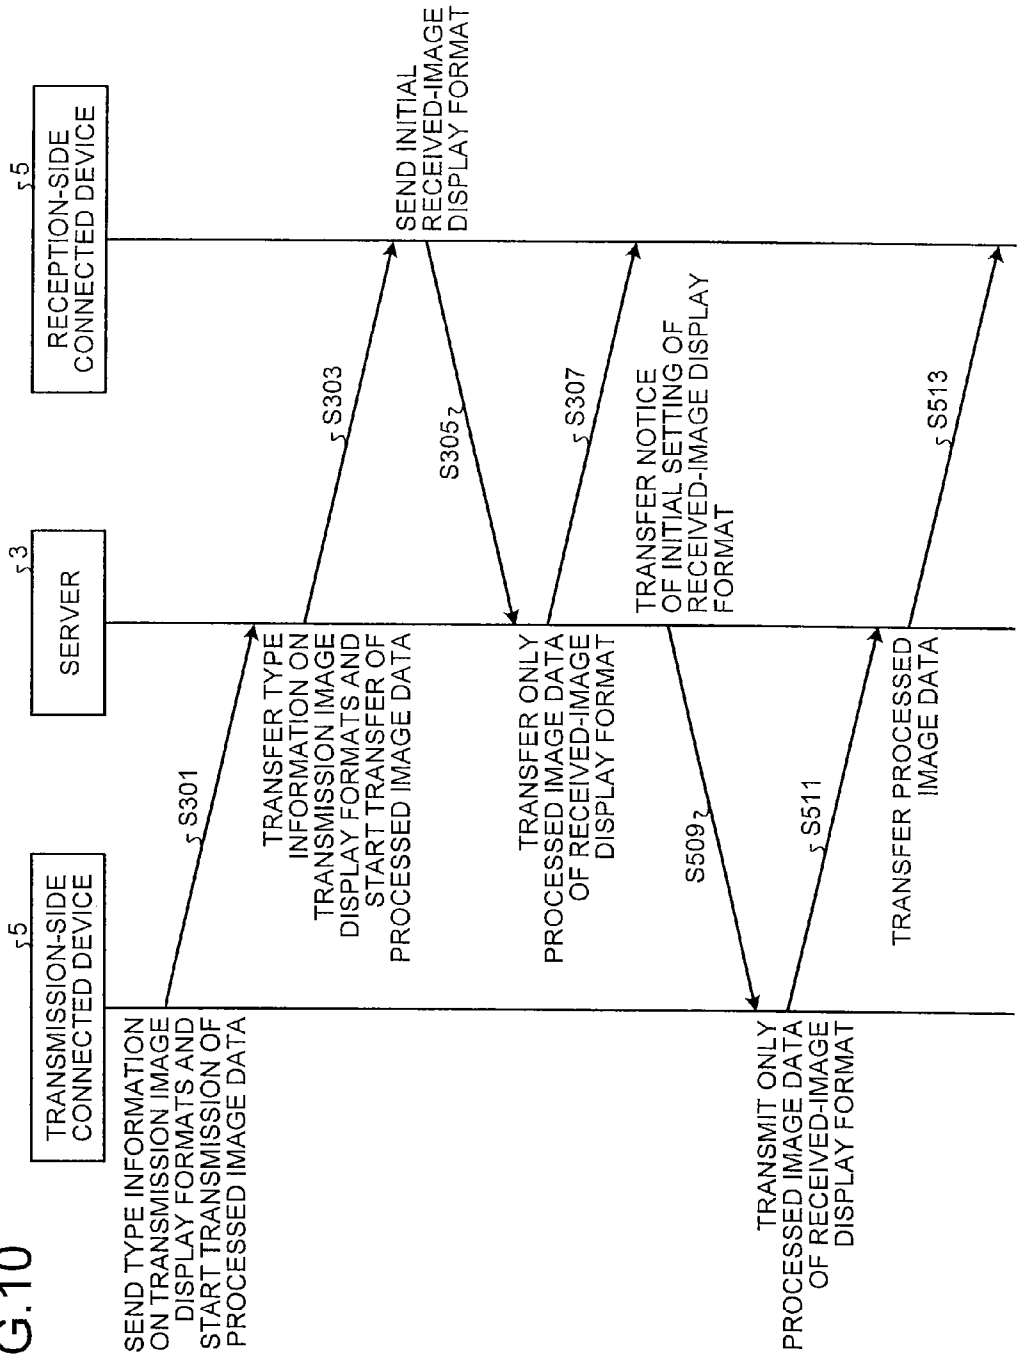 G.10
5
TRANSMISSION-SIDE
CONNECTED DEVICE
3
SERVER
5
RECEPTION-SIDE
CONNECTED DEVICE
SEND TYPE INFORMATION
ON TRANSMISSION IMAGE
DISPLAY FORMATS AND
START TRANSMISSION OF
PROCESSED IMAGE DATA
S301
TRANSFER TYPE
INFORMATION ON
TRANSMISSION IMAGE
DISPLAY FORMATS AND
START TRANSFER OF
PROCESSED IMAGE DATA
S303
SEND INITIAL
RECEIVED-IMAGE
DISPLAY FORMAT
S305
TRANSFER ONLY
PROCESSED IMAGE DATA
OF RECEIVED-IMAGE
DISPLAY FORMAT
S307
TRANSFER NOTICE
OF INITIAL SETTING OF
RECEIVED-IMAGE DISPLAY
FORMAT
S509
TRANSMIT ONLY
PROCESSED IMAGE DATA
OF RECEIVED-IMAGE
DISPLAY FORMAT
S511
TRANSFER PROCESSED
IMAGE DATA
S513